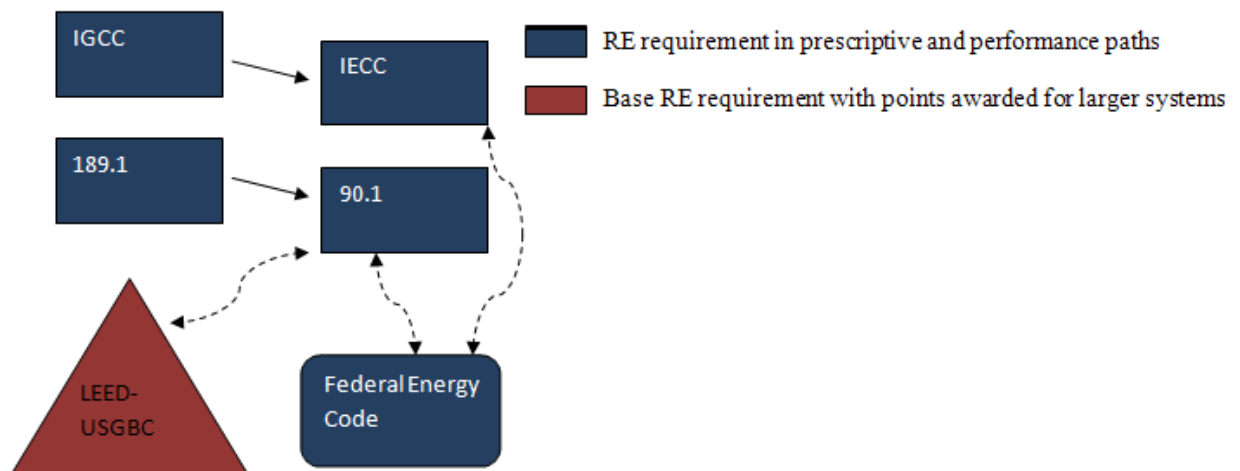 IGCC
IECC
RE requirement in prescriptive and performance paths
Base RE requirement with points awarded for larger systems
189.1
90.1
LEED-
USGBC
Federal Energy
Code